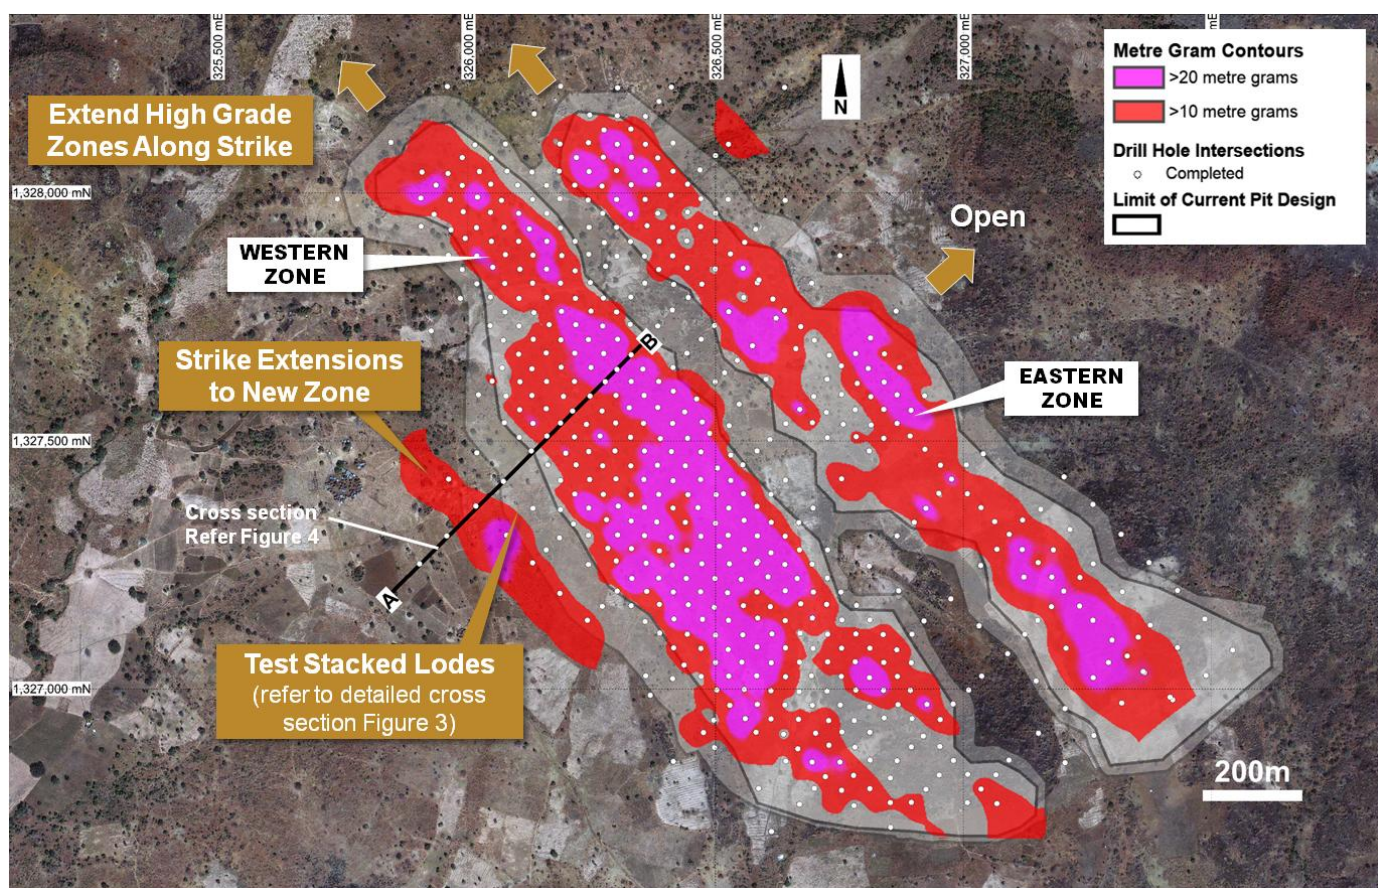 325,500 mE
326,000 mE
326,500 mE
327,000 mE
Metre Gram Contours
>20 metre grams
>10 metre grams
Drill Hole Intersections
Completed
Limit of Current Pit Design
N
Extend High Grade
Zones Along Strike
1,328,000 mN
Open
WESTERN
ZONE
B
Strike Extensions
to New Zone
EASTERN
ZONE
1,327,500 mN
Cross section
Refer Figure 4
A
Test Stacked Lodes
(refer to detailed cross
section Figure 3)
1,327,000 mN
200m